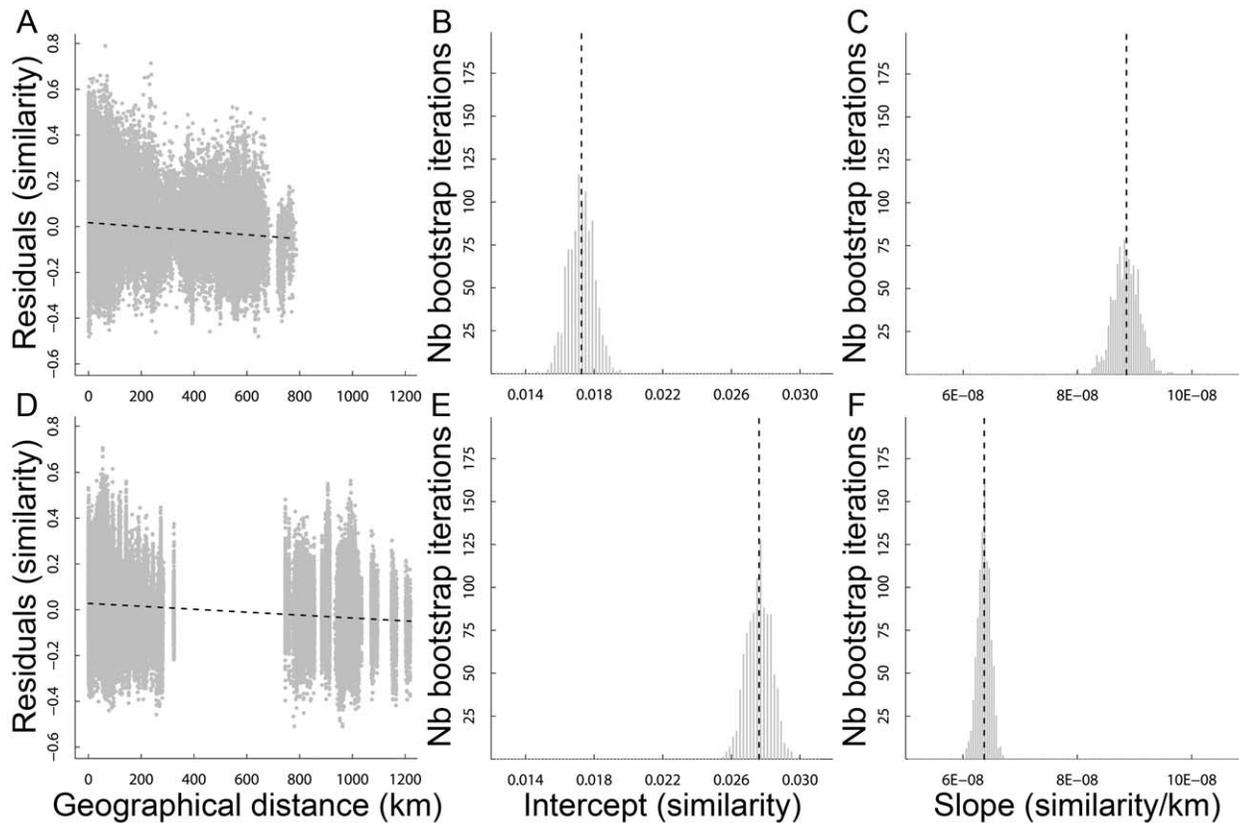 A
Residuals (similarity)
0.8
0.6
0.4
0.2
0.0
−0.2
−0.4
−0.6
0 200 400 600 800 1000 1200
B
Nb bootstrap iterations
175
150
125
100
75
50
25
0.014 0.018 0.022 0.026 0.030
C
Nb bootstrap iterations
175
150
125
100
75
50
25
6E−08 8E−08 10E−08
D
Residuals (similarity)
0.8
0.6
0.4
0.2
0.0
−0.2
−0.4
−0.6
0 200 400 600 800 1000 1200
Geographical distance (km)
E
Nb bootstrap iterations
175
150
125
100
75
50
25
0.014 0.018 0.022 0.026 0.030
Intercept (similarity)
F
Nb bootstrap iterations
175
150
125
100
75
50
25
6E−08 8E−08 10E−08
Slope (similarity/km)